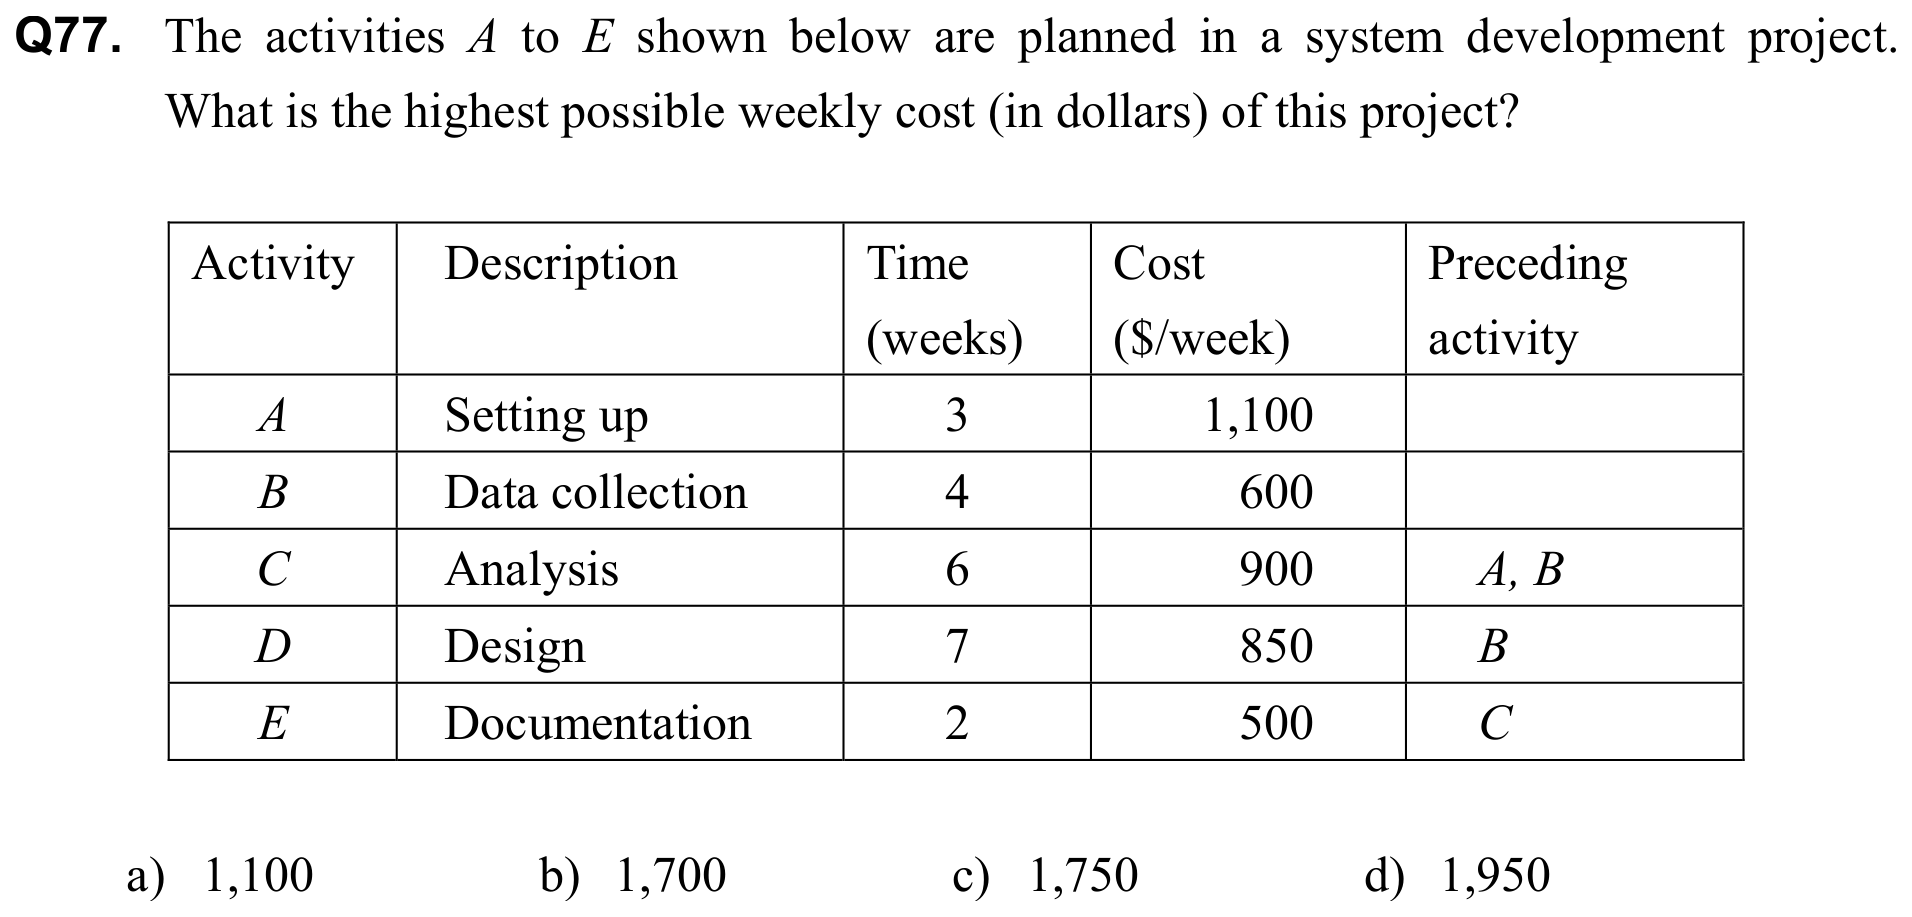 Q77. The activities A to E shown below are planned in a system development project.
What is the highest possible weekly cost (in dollars) of this project?
Activity Description Time (weeks) Cost ($/week) Preceding activity
A Setting up 3 1,100
B Data collection 4 600
C Analysis 6 900 A, B
D Design 7 850 B
E Documentation 2 500 C
a) 1,100 b) 1,700 c) 1,750 d) 1,950